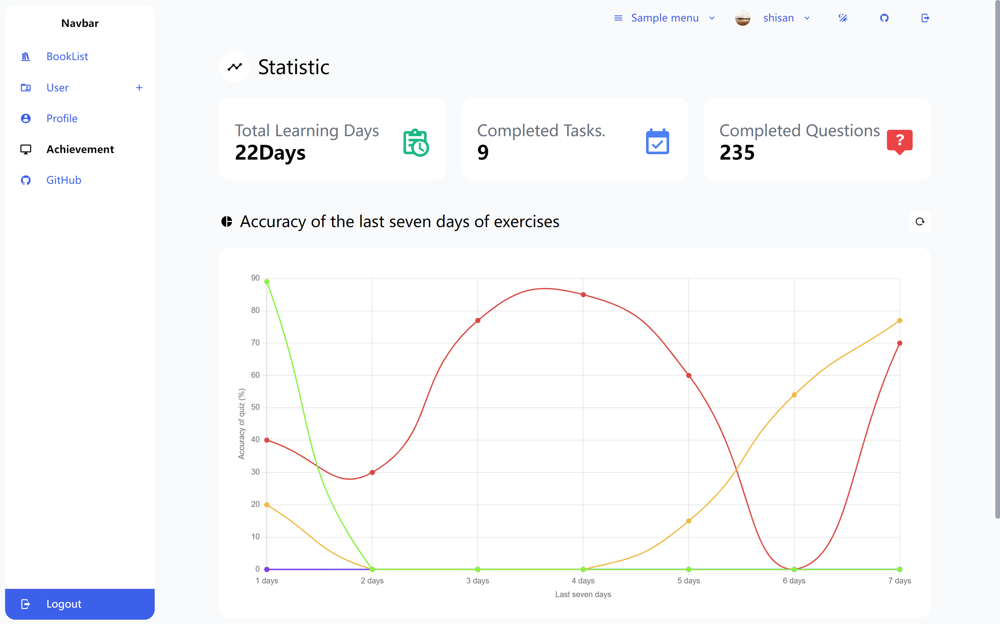 Navbar
BookList
User
Profile
Achievement
GitHub
Logout
Sample menu
shisan
Statistic
Total Learning Days
22Days
Completed Tasks.
9
Completed Questions
235
?
Accuracy of the last seven days of exercises
90
80
70
60
50
40
30
20
10
0
Accuracy of quiz (%)
1 days 2 days 3 days 4 days 5 days 6 days 7 days
Last seven days